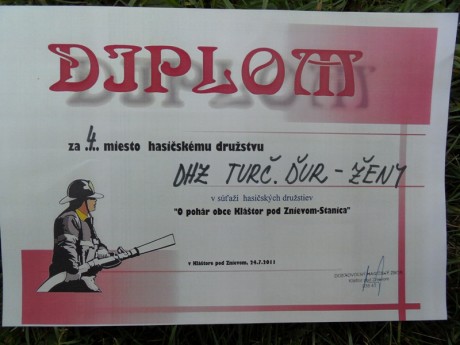 DIPLOM
za 4. miesto hasičskému družstvu
DHZ TURČ. ĎUR - ŽENY
v súťaži hasičských družstiev
"O pohár obce Kláštor pod Znievom-Stanica"
v Kláštore pod Znievom, 24.7.2011